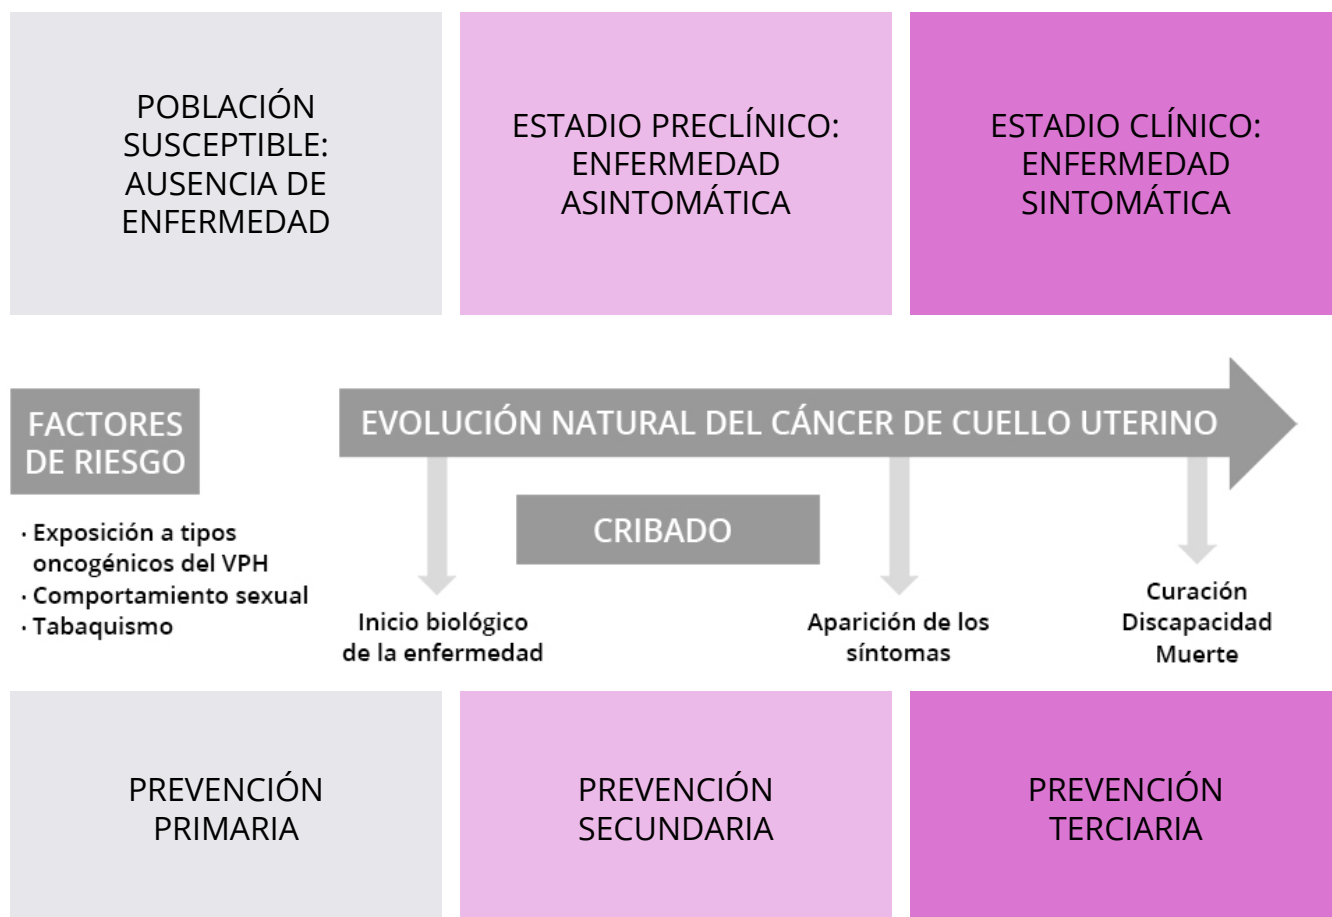 POBLACIÓN
SUSCEPTIBLE:
AUSENCIA DE
ENFERMEDAD
ESTADIO PRECLÍNICO:
ENFERMEDAD
ASINTOMÁTICA
ESTADIO CLÍNICO:
ENFERMEDAD
SINTOMÁTICA
FACTORES
DE RIESGO
· Exposición a tipos
oncogénicos del VPH
· Comportamiento sexual
· Tabaquismo
EVOLUCIÓN NATURAL DEL CÁNCER DE CUELLO UTERINO
CRIBADO
Inicio biológico
de la enfermedad
Aparición de los
síntomas
Curación
Discapacidad
Muerte
PREVENCIÓN
PRIMARIA
PREVENCIÓN
SECUNDARIA
PREVENCIÓN
TERCIARIA